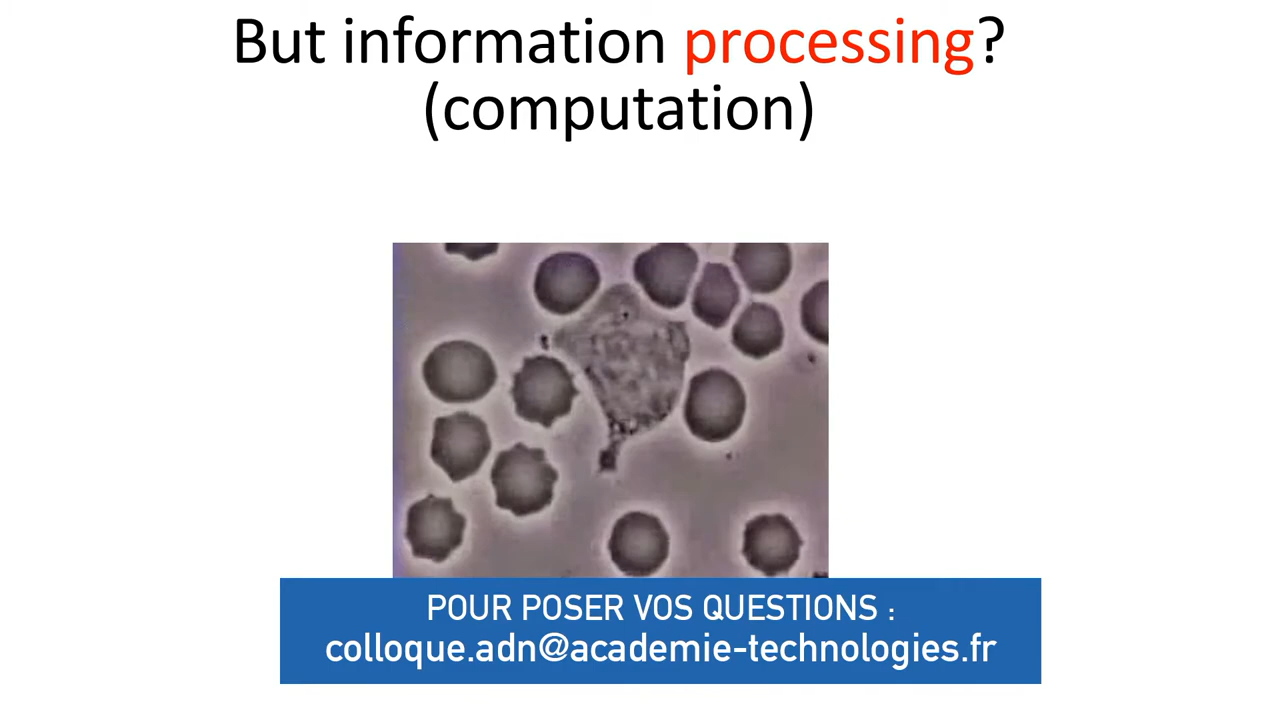 But information processing?
(computation)
POUR POSER VOS QUESTIONS :
colloque.adn@academie-technologies.fr